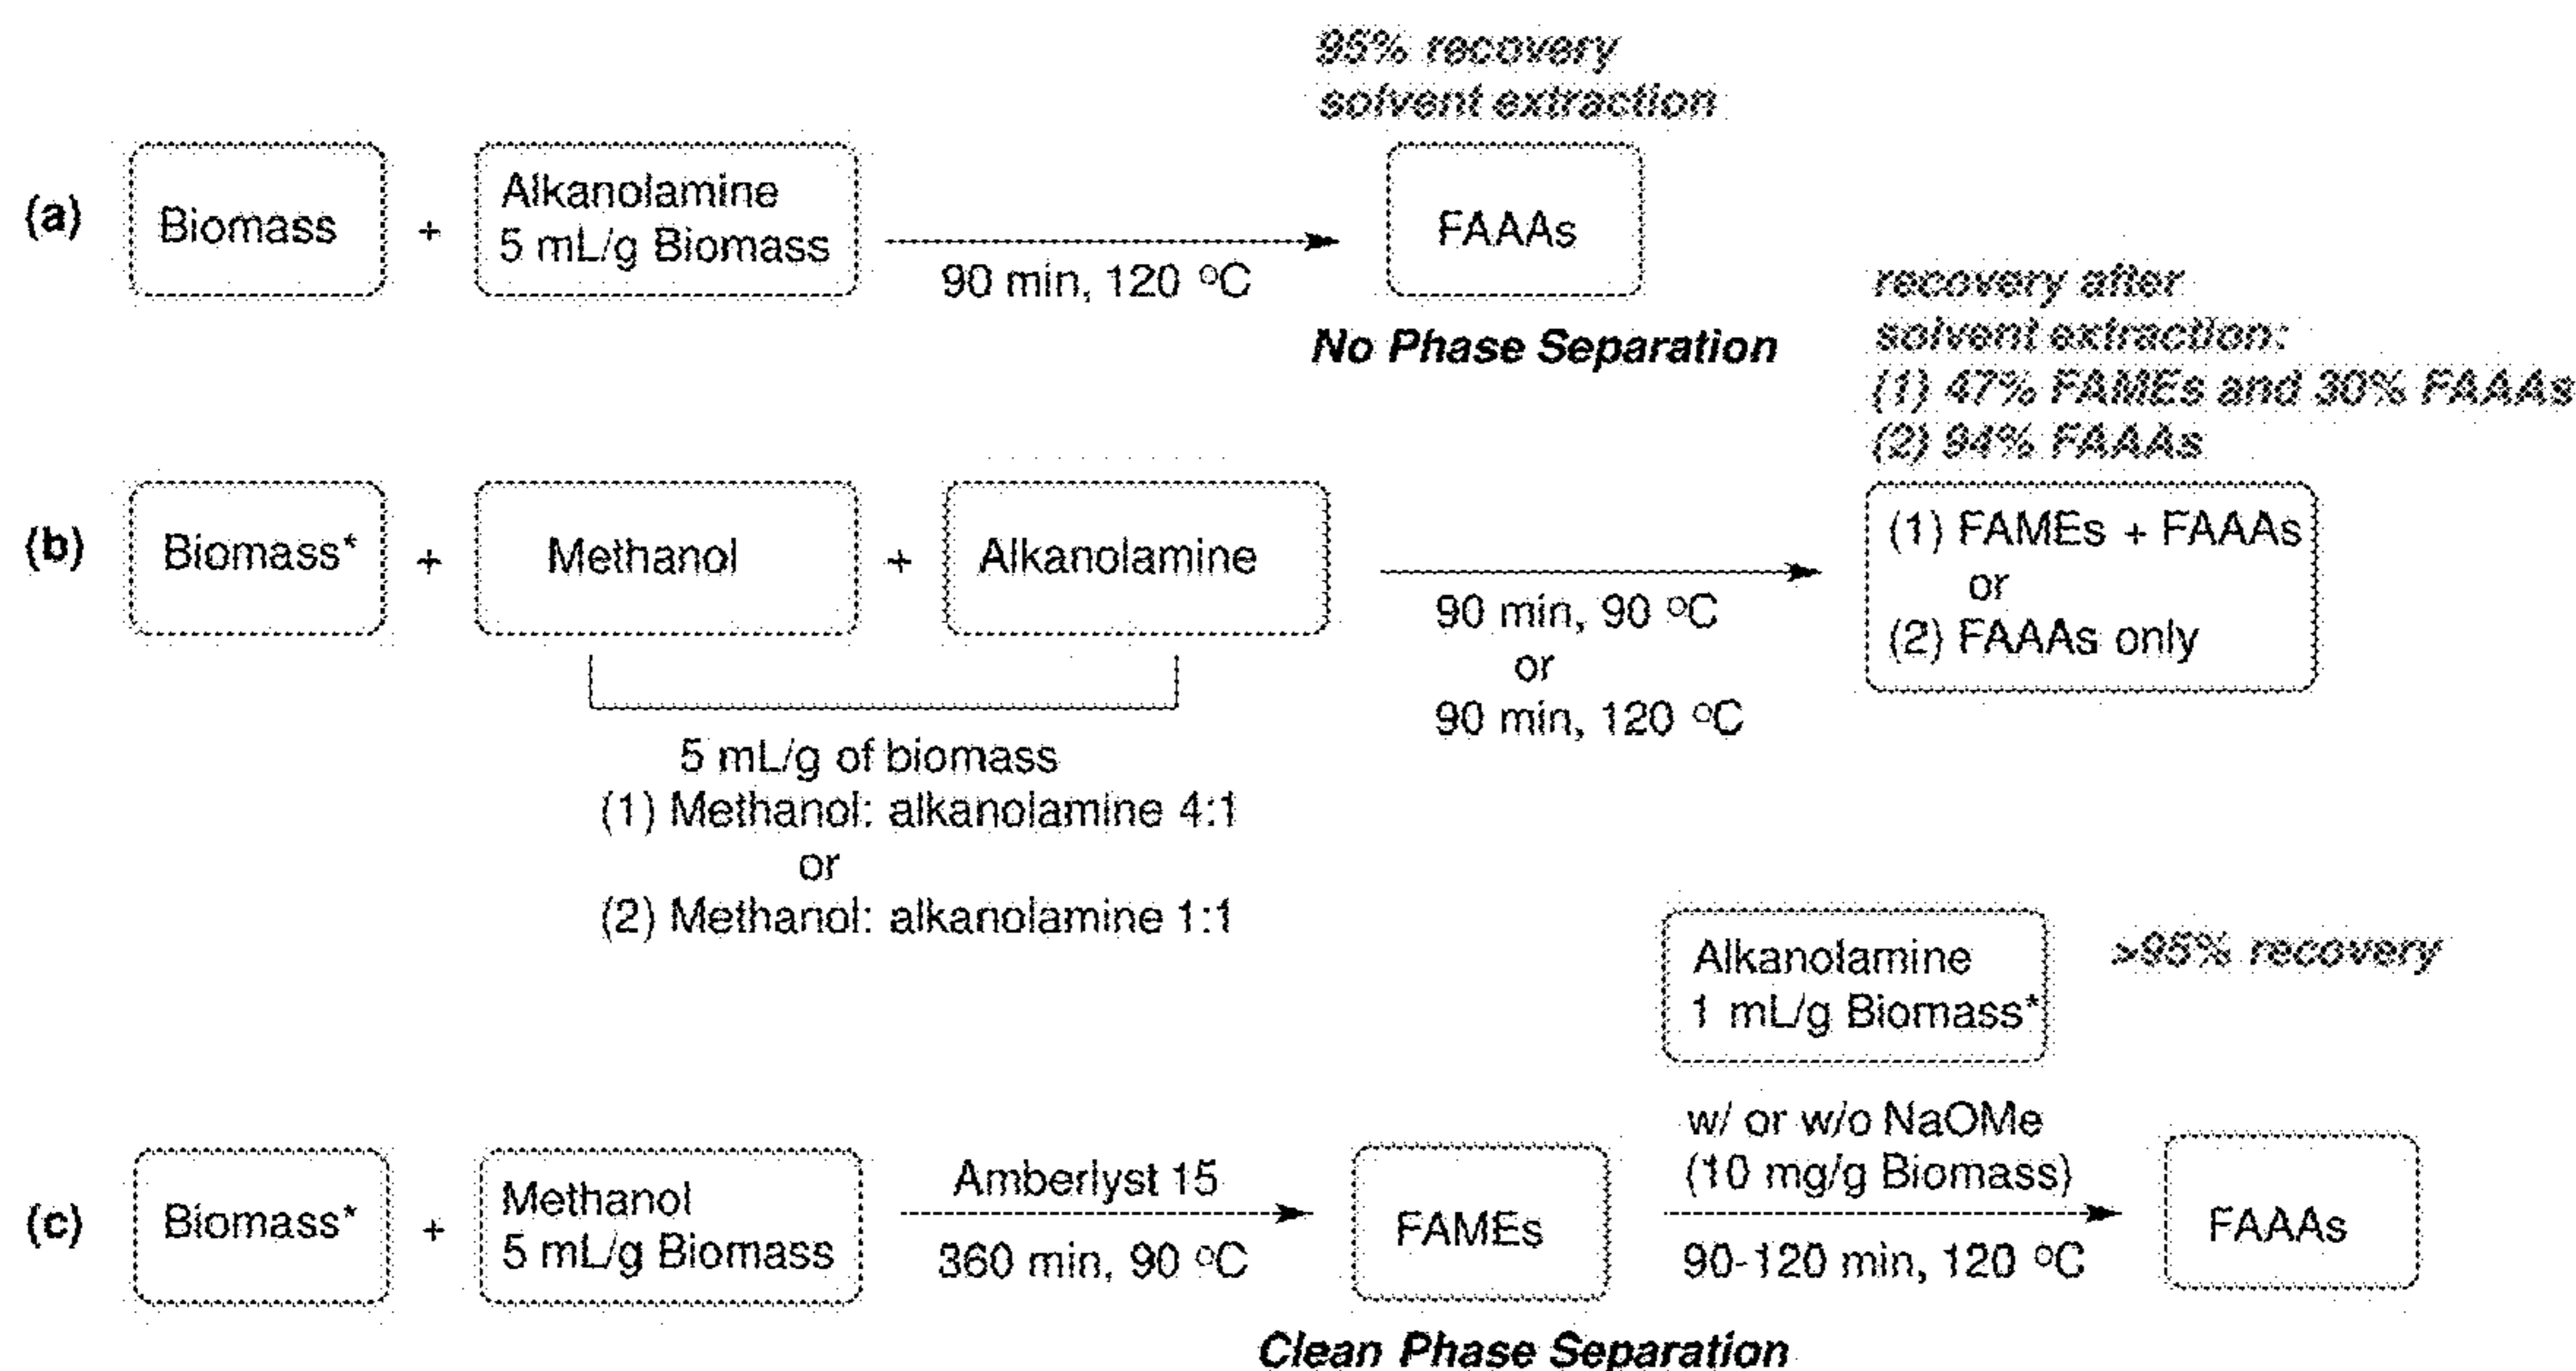 95% recovery
solvent extraction
(a)
Biomass
+
Alkanolamine
5 mL/g Biomass
90 min, 120 °C
FAAAs
No Phase Separation
recovery after
solvent extraction:
(1) 47% FAMEs and 30% FAAAs
(2) 94% FAAAs
(b)
Biomass*
+
Methanol
+
Alkanolamine
90 min, 90 °C
or
90 min, 120 °C
(1) FAMEs + FAAAs
or
(2) FAAAs only
5 mL/g of biomass
(1) Methanol: alkanolamine 4:1
or
(2) Methanol: alkanolamine 1:1
Alkanolamine
1 mL/g Biomass*
>95% recovery
(c)
Biomass*
+
Methanol
5 mL/g Biomass
Amberlyst 15
360 min, 90 °C
FAMEs
w/ or w/o NaOMe
(10 mg/g Biomass)
90-120 min, 120 °C
FAAAs
Clean Phase Separation